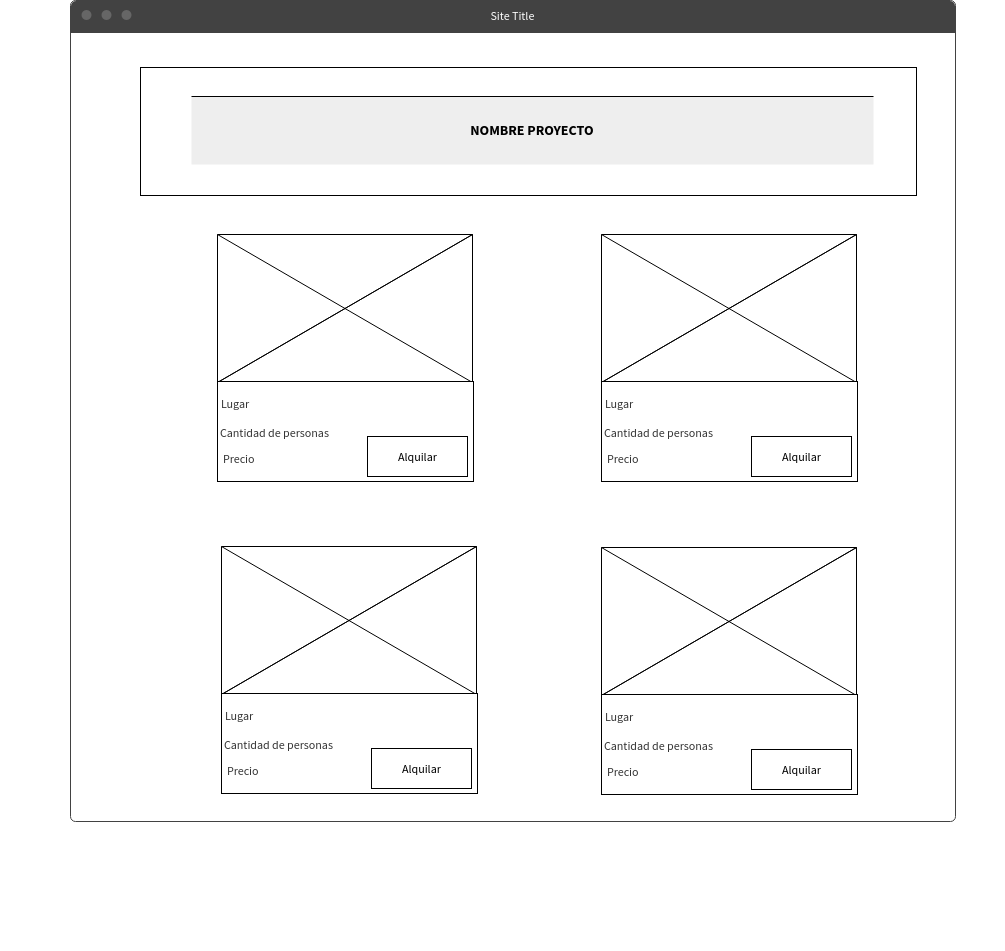 Site Title
NOMBRE PROYECTO
Lugar
Cantidad de personas
Precio
Alquilar
Lugar
Cantidad de personas
Precio
Alquilar
Lugar
Cantidad de personas
Precio
Alquilar
Lugar
Cantidad de personas
Precio
Alquilar